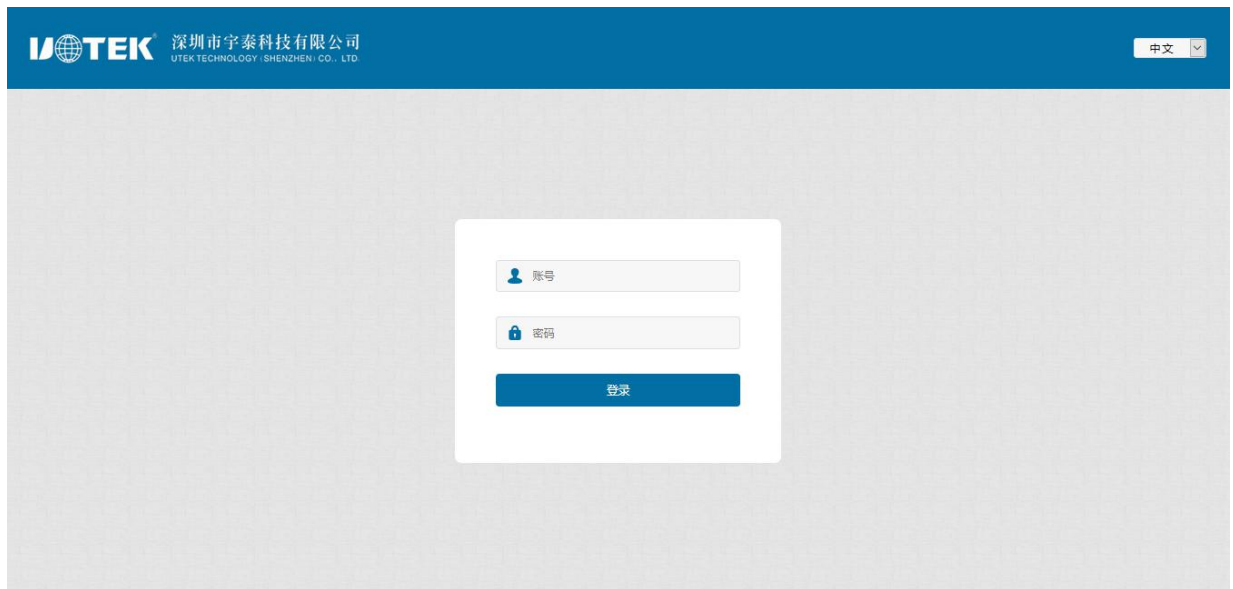 UOTEK®
深圳市宇泰科技有限公司
UTEK TECHNOLOGY (SHENZHEN) CO., LTD.
中文
账号
密码
登录